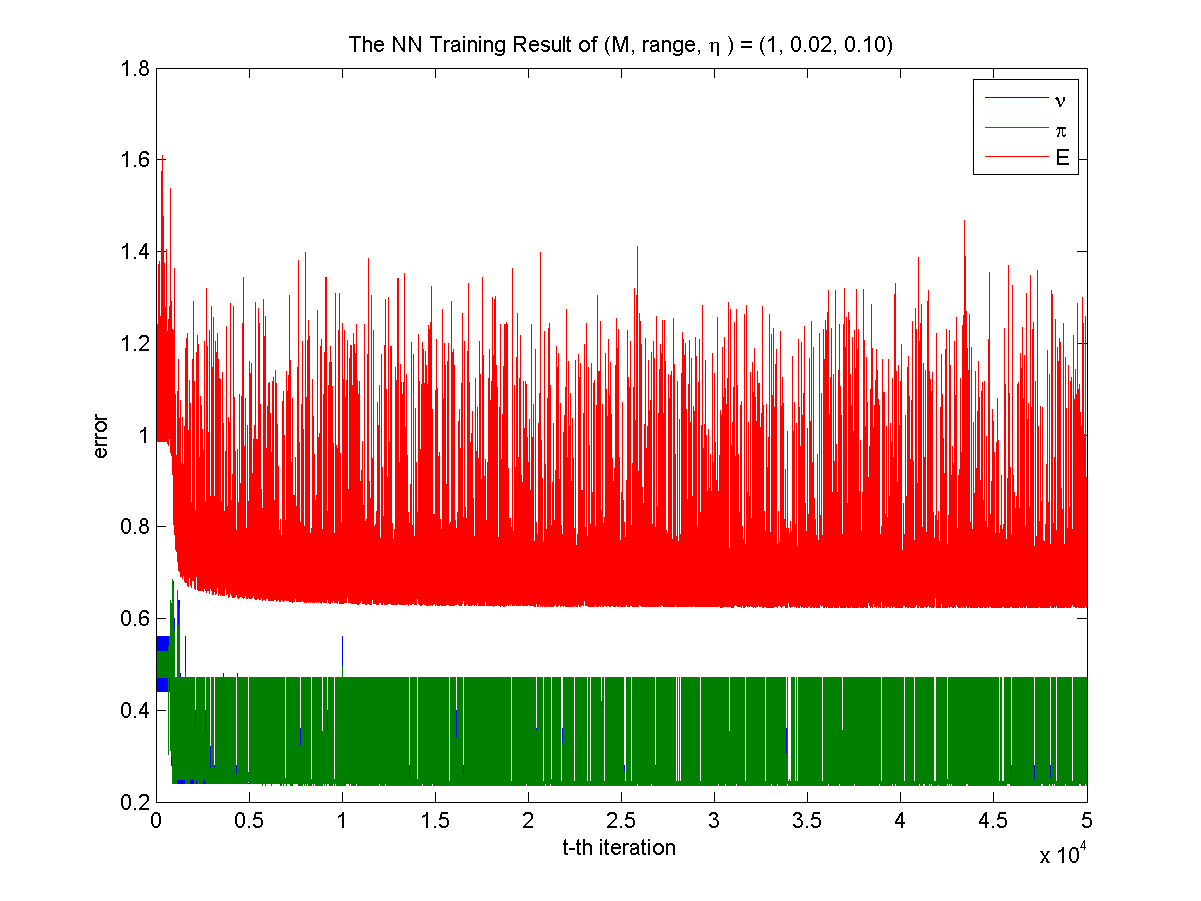 The NN Training Result of (M, range, η ) = (1, 0.02, 0.10)
1.8
1.6
1.4
1.2
1
0.8
0.6
0.4
0.2
error
ν
π
E
0 0.5 1 1.5 2 2.5 3 3.5 4 4.5 5
t-th iteration
x 10^4